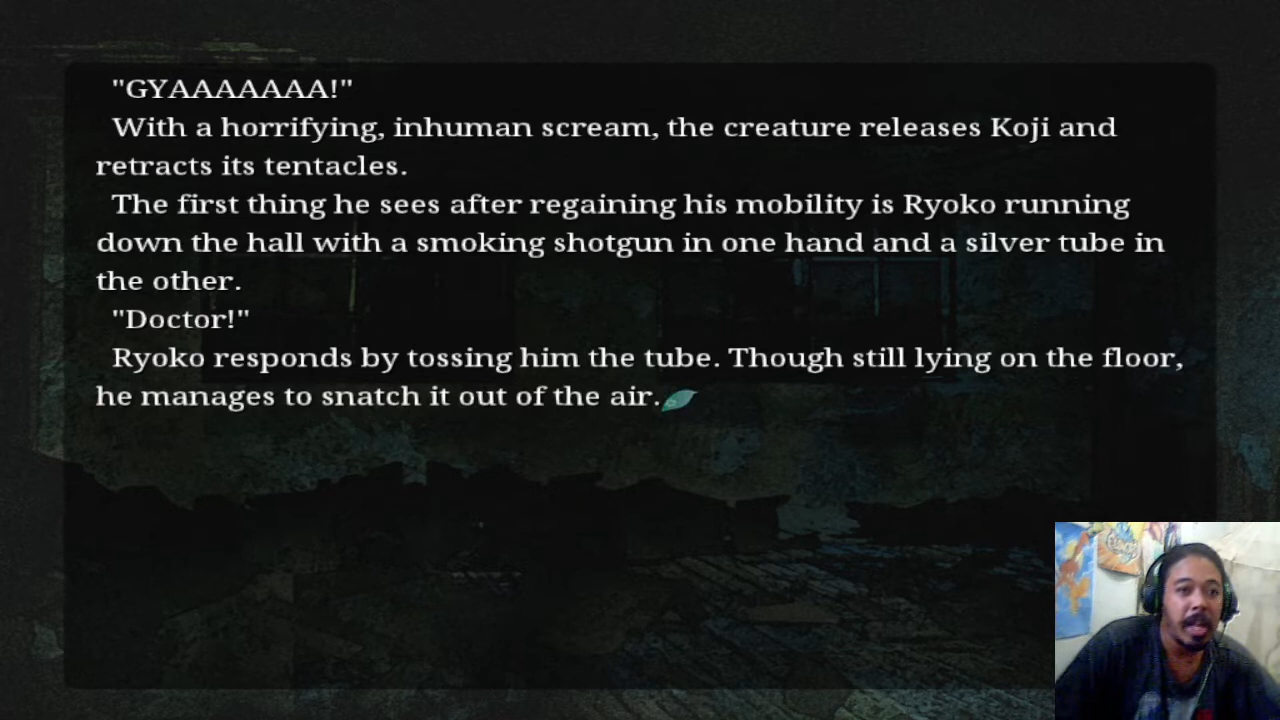 "GYAAAAAAA!"
With a horrifying, inhuman scream, the creature releases Koji and
retracts its tentacles.
The first thing he sees after regaining his mobility is Ryoko running
down the hall with a smoking shotgun in one hand and a silver tube in
the other.
"Doctor!"
Ryoko responds by tossing him the tube. Though still lying on the floor,
he manages to snatch it out of the air.